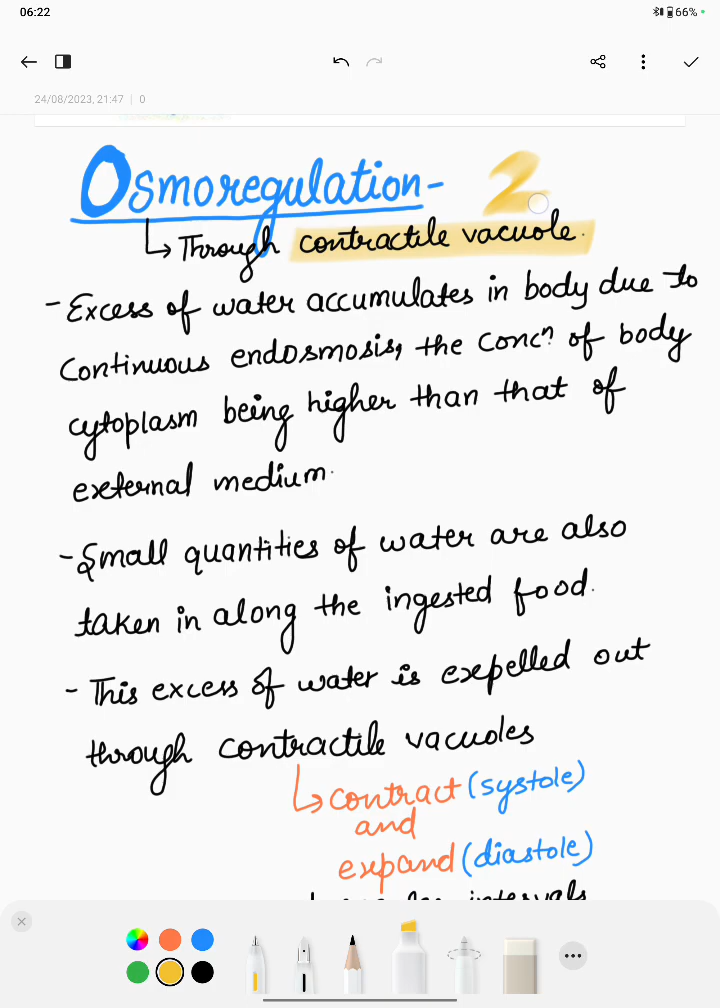 06:22
66%
24/08/2023, 21:47 | 0
Osmoregulation- 2
Through contractile vacuole.
- Excess of water accumulates in body due to
continuous endosmosis, the concⁿ of body
cytoplasm being higher than that of
external medium.
- Small quantities of water are also
taken in along the ingested food.
- This excess of water is expelled out
through contractile vacuoles
contract (systole)
and
expand (diastole)
intervals